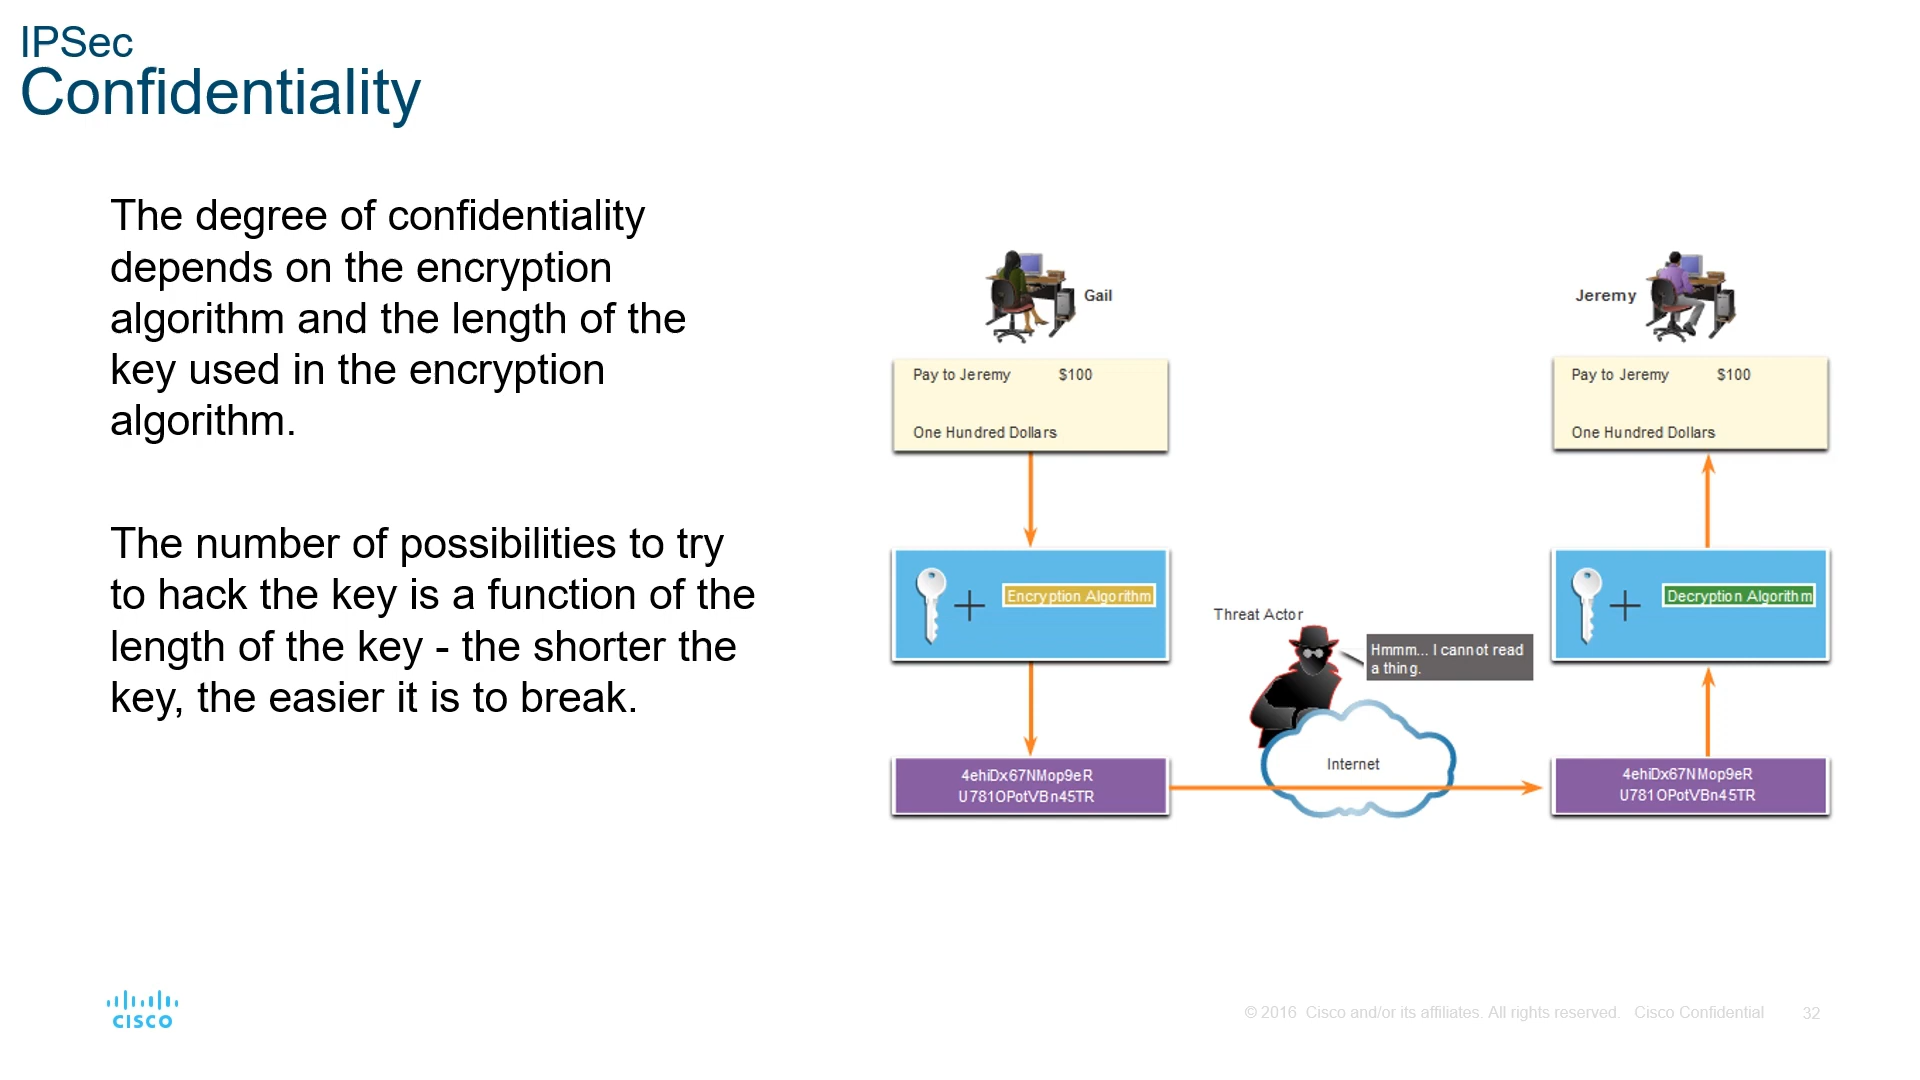 IPSec
Confidentiality
The degree of confidentiality
depends on the encryption
algorithm and the length of the
key used in the encryption
algorithm.
The number of possibilities to try
to hack the key is a function of the
length of the key - the shorter the
key, the easier it is to break.
Gail
Pay to Jeremy $100
One Hundred Dollars
Encryption Algorithm
4ehiDx67NMop9eR
U781OPotVBn45TR
Threat Actor
Hmmm... I cannot read
a thing.
Internet
Jeremy
Pay to Jeremy $100
One Hundred Dollars
Decryption Algorithm
4ehiDx67NMop9eR
U781OPotVBn45TR
CISCO
© 2016 Cisco and/or its affiliates. All rights reserved. Cisco Confidential 32